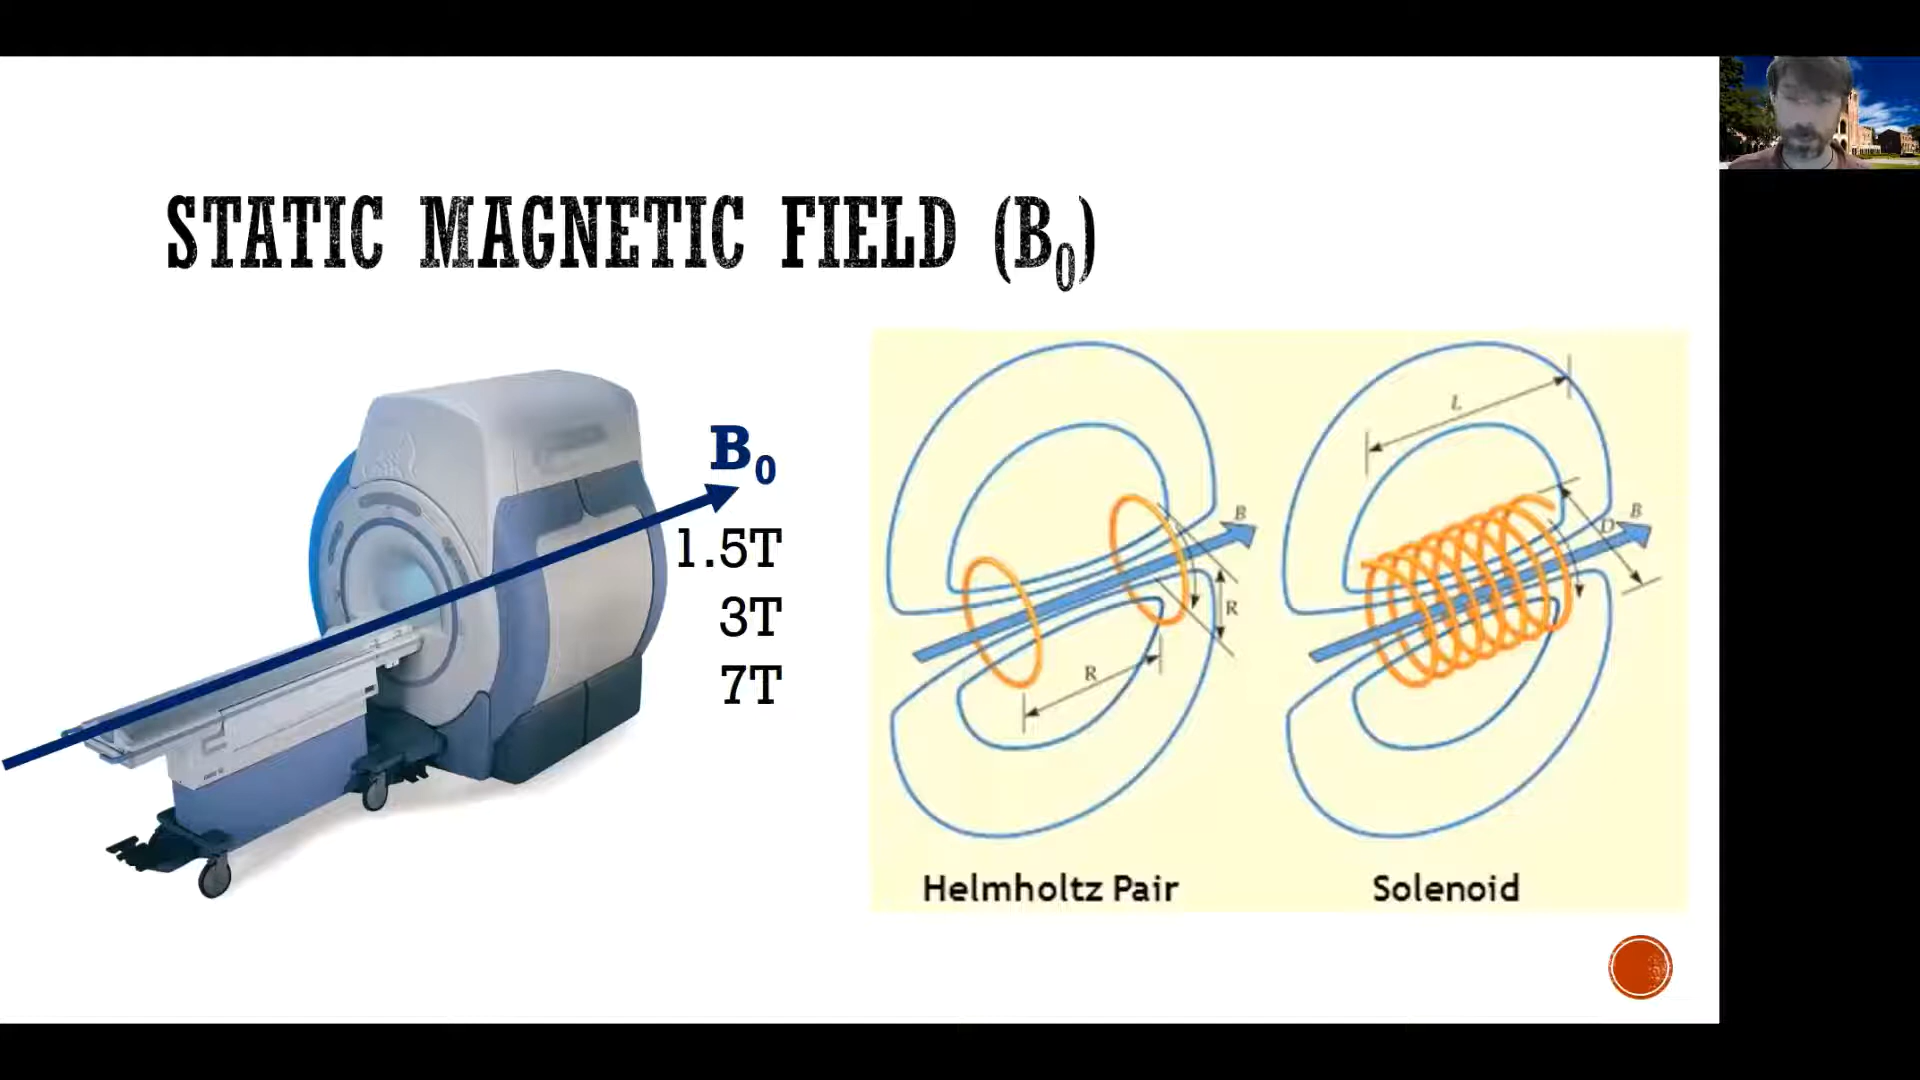 STATIC MAGNETIC FIELD (B₀)
B₀
1.5T
3T
7T
B
R
R
Helmholtz Pair
L
D
B
Solenoid